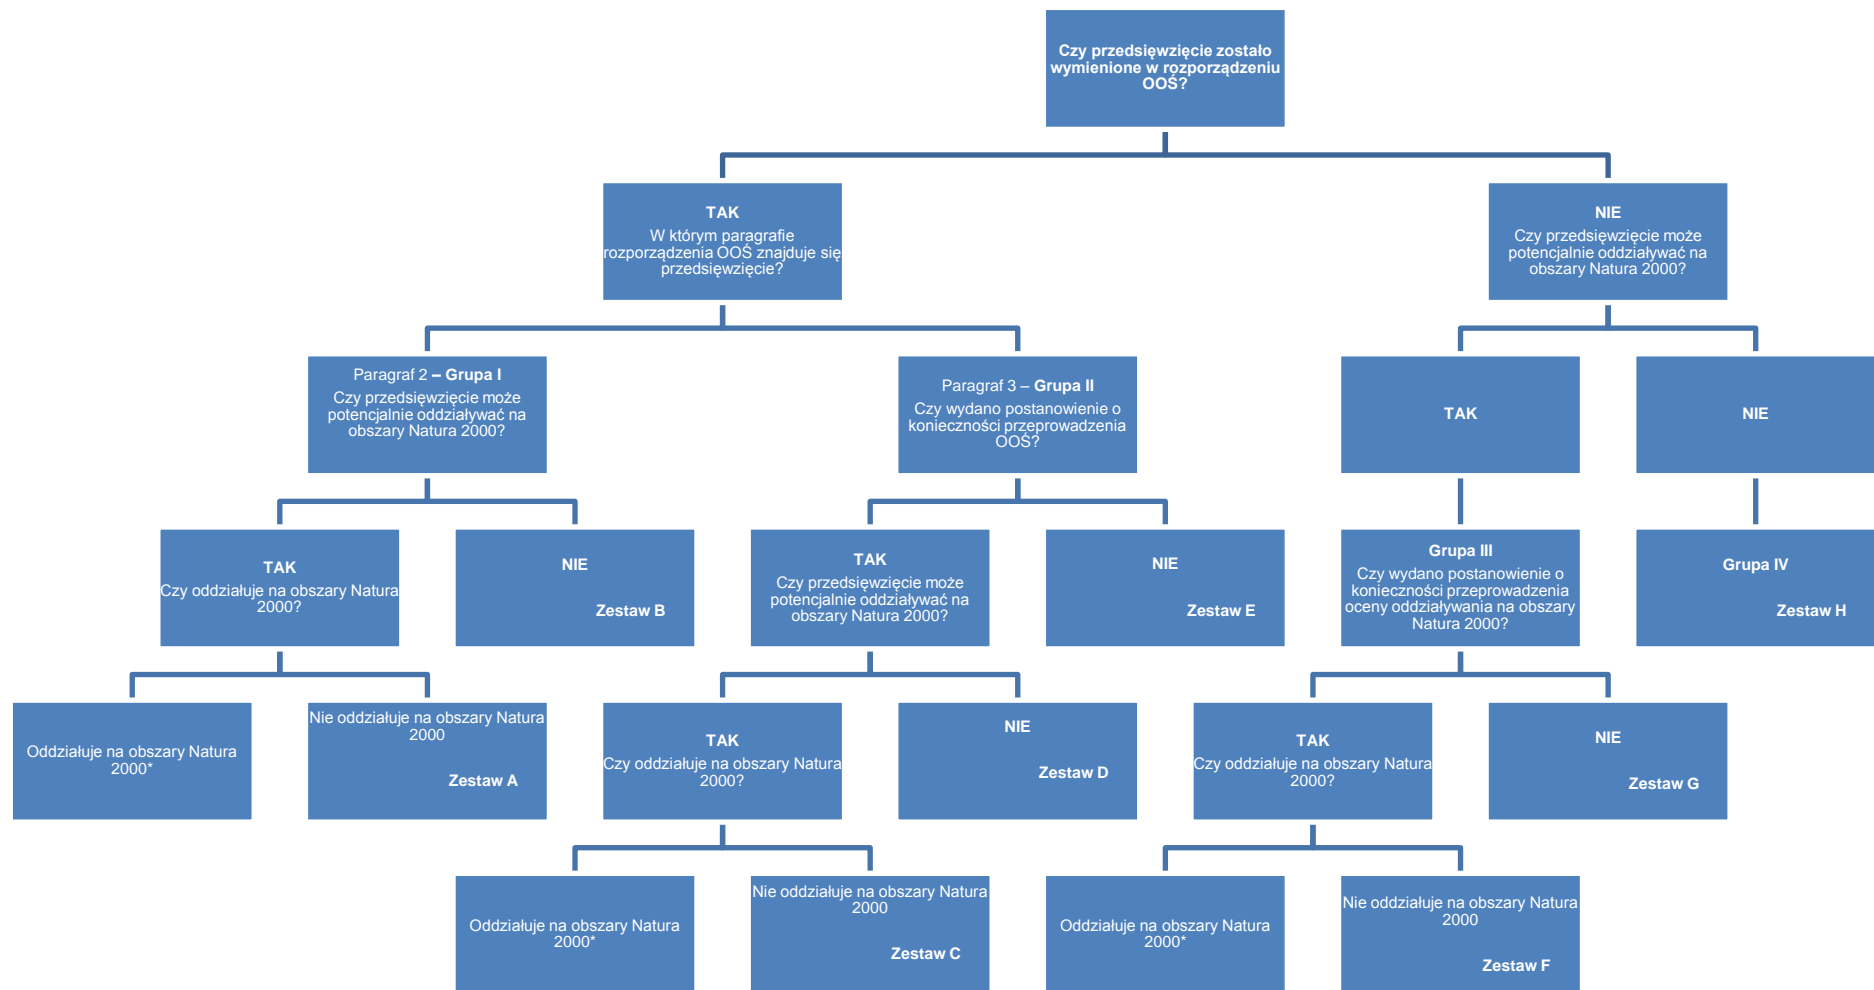 Czy przedsięwzięcie zostało
wymienione w rozporządzeniu
OOŚ?
TAK
W którym paragrafie
rozporządzenia OOŚ znajduje się
przedsięwzięcie?
NIE
Czy przedsięwzięcie może
potencjalnie oddziaływać na
obszary Natura 2000?
Paragraf 2 – Grupa I
Czy przedsięwzięcie może
potencjalnie oddziaływać na
obszary Natura 2000?
Paragraf 3 – Grupa II
Czy wydano postanowienie o
konieczności przeprowadzenia
OOŚ?
TAK
NIE
TAK
Czy oddziałuje na obszary Natura
2000?
NIE
Zestaw B
TAK
Czy przedsięwzięcie może
potencjalnie oddziaływać na
obszary Natura 2000?
NIE
Zestaw E
Grupa III
Czy wydano postanowienie o
konieczności przeprowadzenia
oceny oddziaływania na obszary
Natura 2000?
Grupa IV
Zestaw H
Oddziałuje na obszary Natura
2000*
Nie oddziałuje na obszary Natura
2000
Zestaw A
TAK
Czy oddziałuje na obszary Natura
2000?
NIE
Zestaw D
TAK
Czy oddziałuje na obszary Natura
2000?
NIE
Zestaw G
Oddziałuje na obszary Natura
2000*
Nie oddziałuje na obszary Natura
2000
Zestaw C
Oddziałuje na obszary Natura
2000*
Nie oddziałuje na obszary Natura
2000
Zestaw F